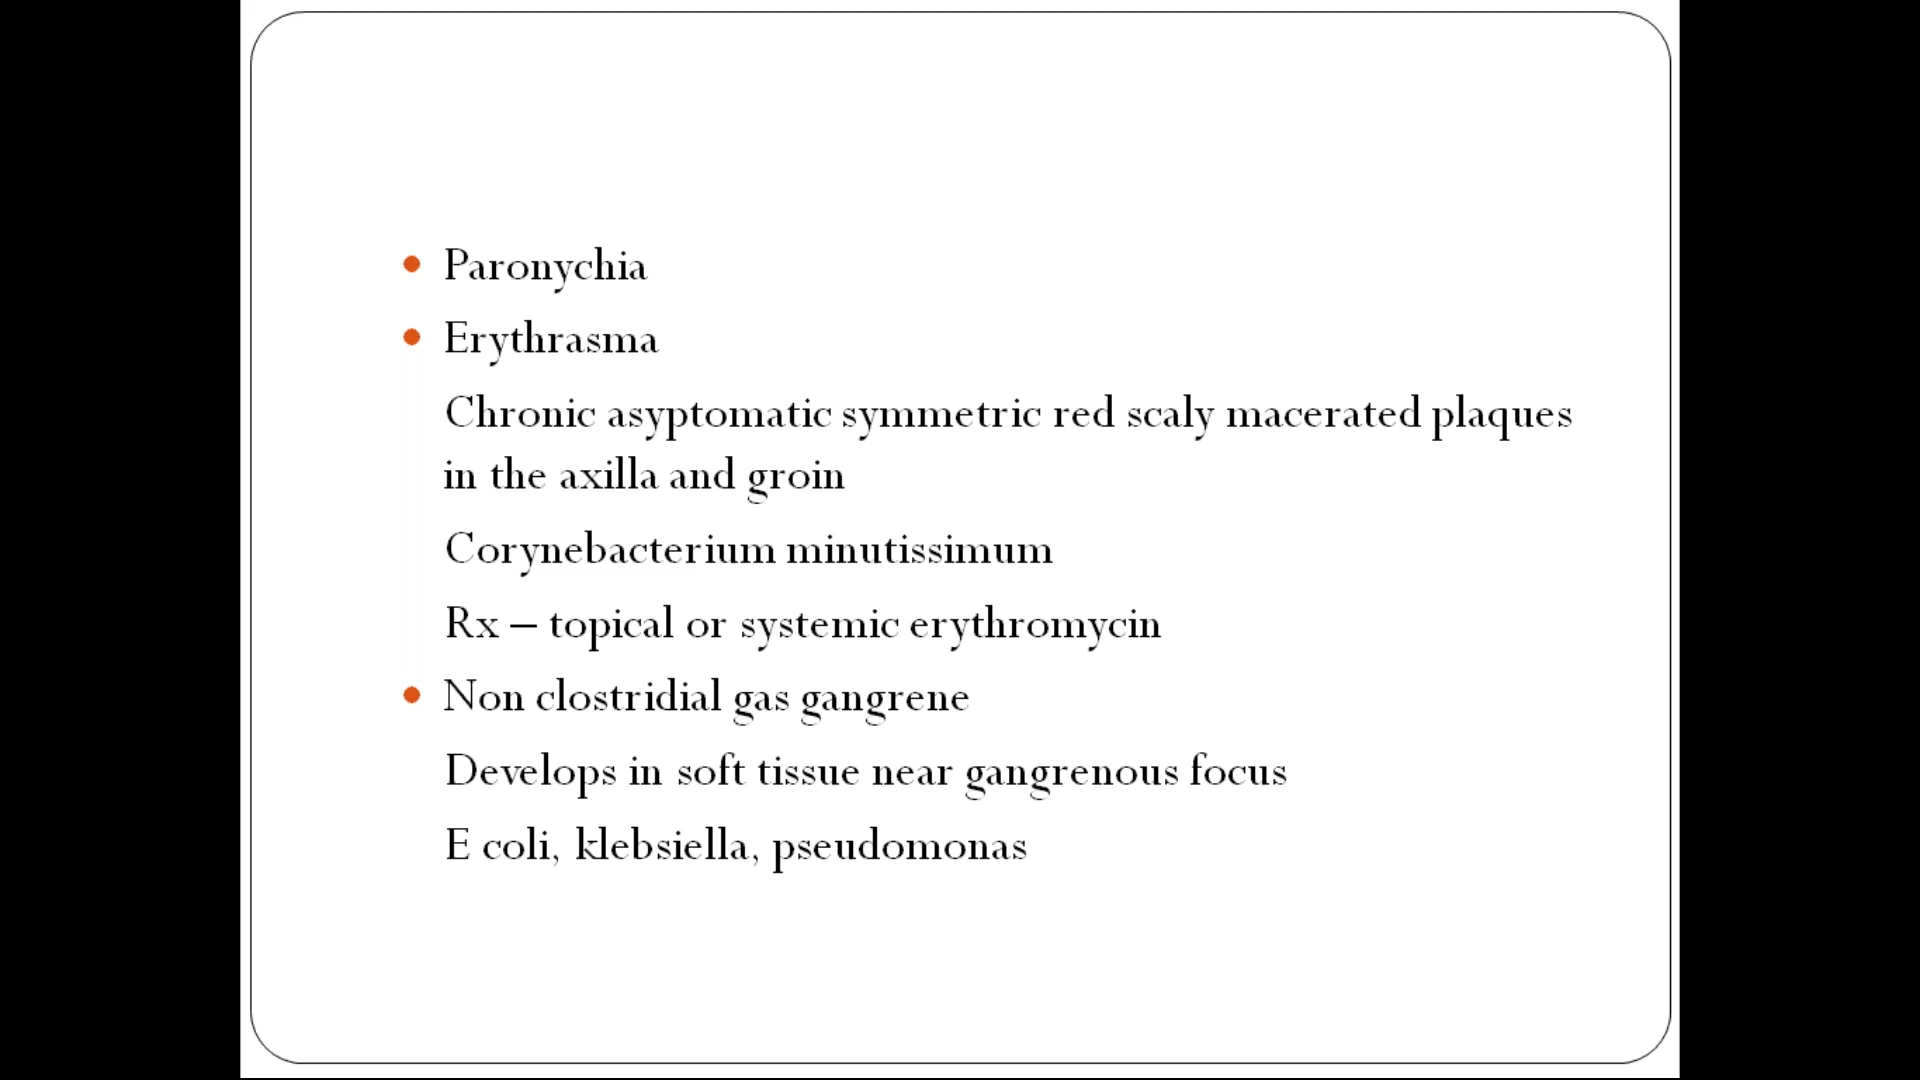 • Paronychia
• Erythrasma
Chronic asyptomatic symmetric red scaly macerated plaques
in the axilla and groin
Corynebacterium minutissimum
Rx – topical or systemic erythromycin
• Non clostridial gas gangrene
Develops in soft tissue near gangrenous focus
E coli, klebsiella, pseudomonas